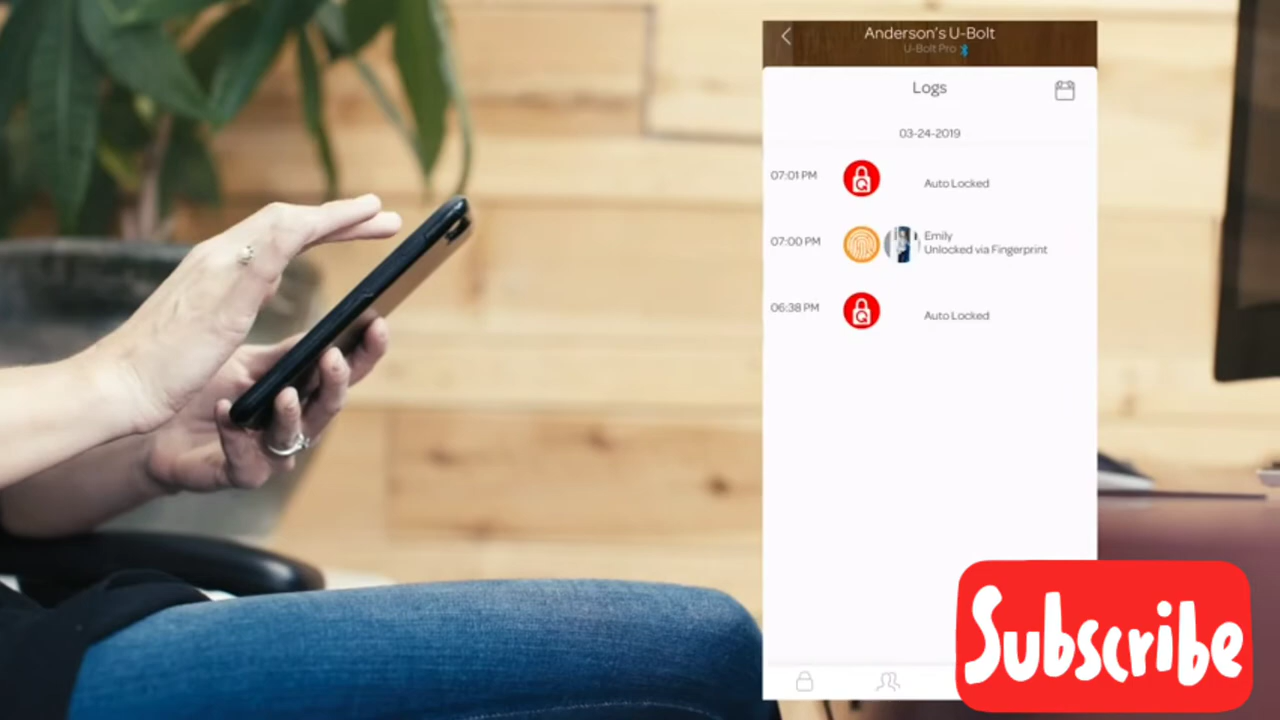 Anderson's U-Bolt
U-Bolt Pro
Logs
03-24-2019
07:01 PM
Auto Locked
07:00 PM
Emily
Unlocked via Fingerprint
06:38 PM
Auto Locked
Subscribe